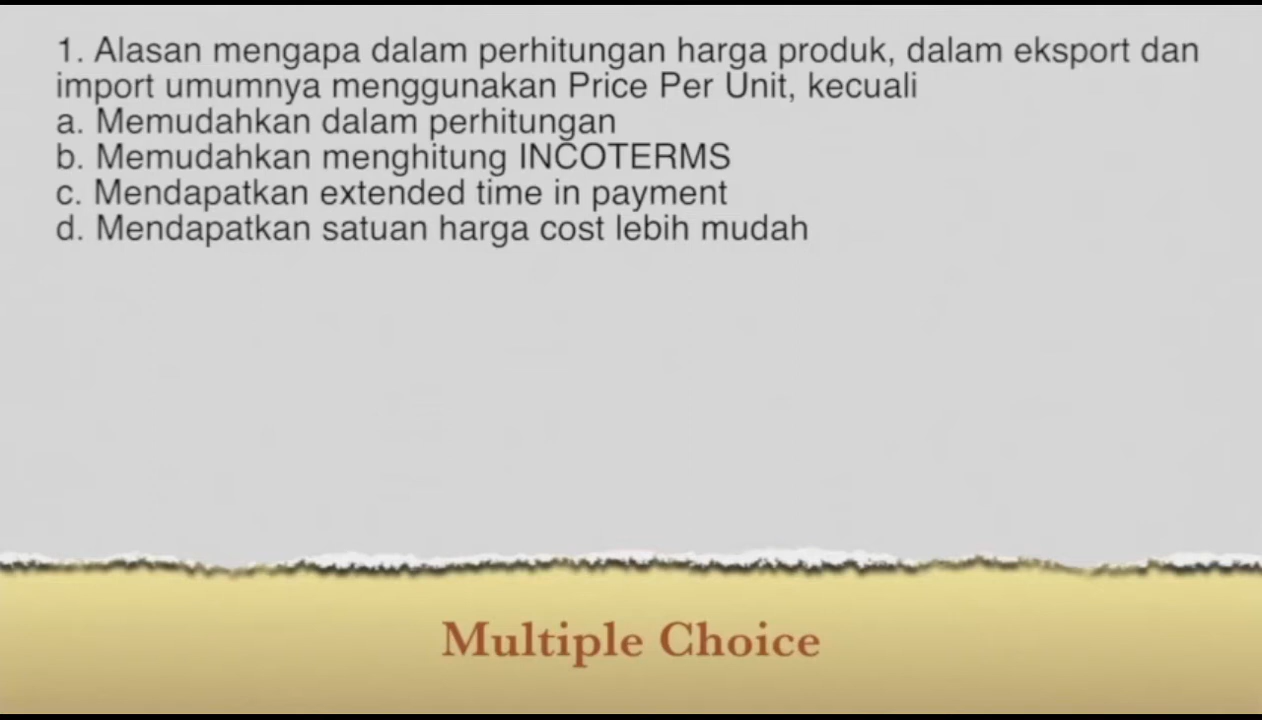 1. Alasan mengapa dalam perhitungan harga produk, dalam eksport dan
import umumnya menggunakan Price Per Unit, kecuali
a. Memudahkan dalam perhitungan
b. Memudahkan menghitung INCOTERMS
c. Mendapatkan extended time in payment
d. Mendapatkan satuan harga cost lebih mudah
Multiple Choice